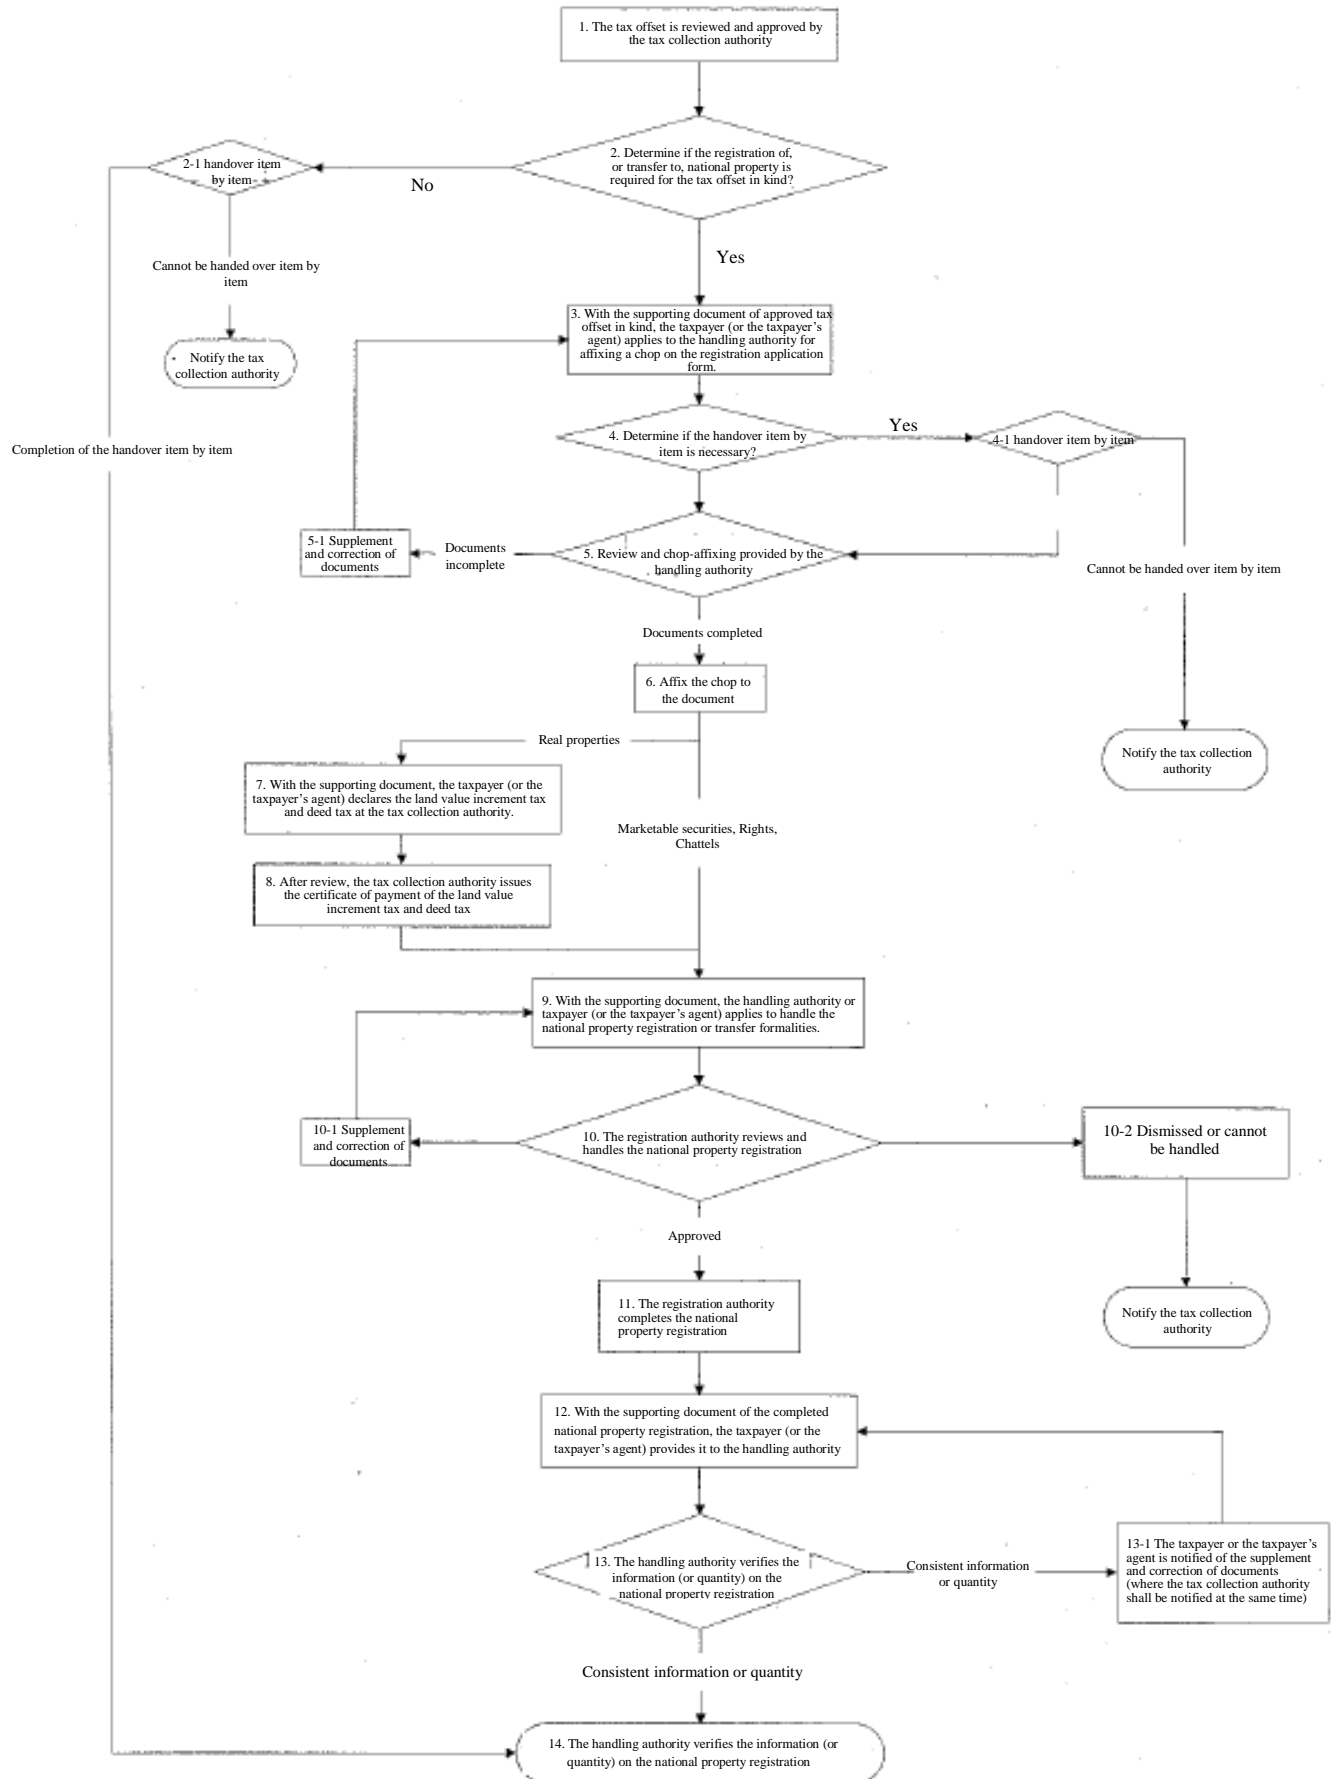 1. The tax offset is reviewed and approved by
the tax collection authority
2. Determine if the registration of,
or transfer to, national property is
required for the tax offset in kind?
2-1 handover item
by item
No
Yes
Cannot be handed over item by
item
Notify the tax
collection authority
3. With the supporting document of approved tax
offset in kind, the taxpayer (or the taxpayer's
agent) applies to the handling authority for
affixing a chop on the registration application
form.
Completion of the handover item by item
4. Determine if the handover item by
item is necessary?
Yes
4-1 handover item by item
5-1 Supplement
and correction of
documents
Documents
incomplete
5. Review and chop-affixing provided by the
handling authority
Cannot be handed over item by item
Documents completed
6. Affix the chop to
the document
Real properties
Notify the tax collection
authority
7. With the supporting document, the taxpayer (or the
taxpayer's agent) declares the land value increment tax
and deed tax at the tax collection authority.
Marketable securities, Rights,
Chattels
8. After review, the tax collection authority issues
the certificate of payment of the land value
increment tax and deed tax
9. With the supporting document, the handling authority or
taxpayer (or the taxpayer's agent) applies to handle the
national property registration or transfer formalities.
10-1 Supplement
and correction of
documents
10. The registration authority reviews and
handles the national property registration
10-2 Dismissed or cannot
be handled
Approved
11. The registration authority
completes the national
property registration
Notify the tax collection
authority
12. With the supporting document of the completed
national property registration, the taxpayer (or the
taxpayer's agent) provides it to the handling authority
13. The handling authority verifies the
information (or quantity) on the
national property registration
Consistent information
or quantity
13-1 The taxpayer or the taxpayer's
agent is notified of the supplement
and correction of documents
(where the tax collection authority
shall be notified at the same time)
Consistent information or quantity
14. The handling authority verifies the information (or
quantity) on the national property registration